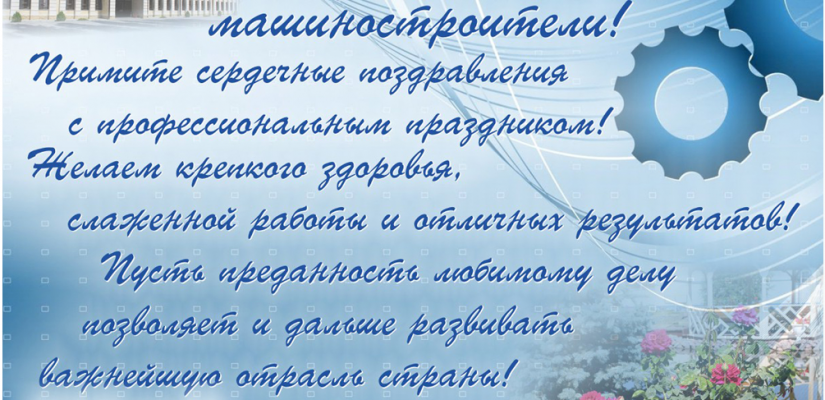 машиностроители!
Примите сердечные поздравления
с профессиональным праздником!
Желаем крепкого здоровья,
слаженной работы и отличных результатов!
Пусть преданность любимому делу
позволяет и дальше развивать
важнейшую отрасль страны!